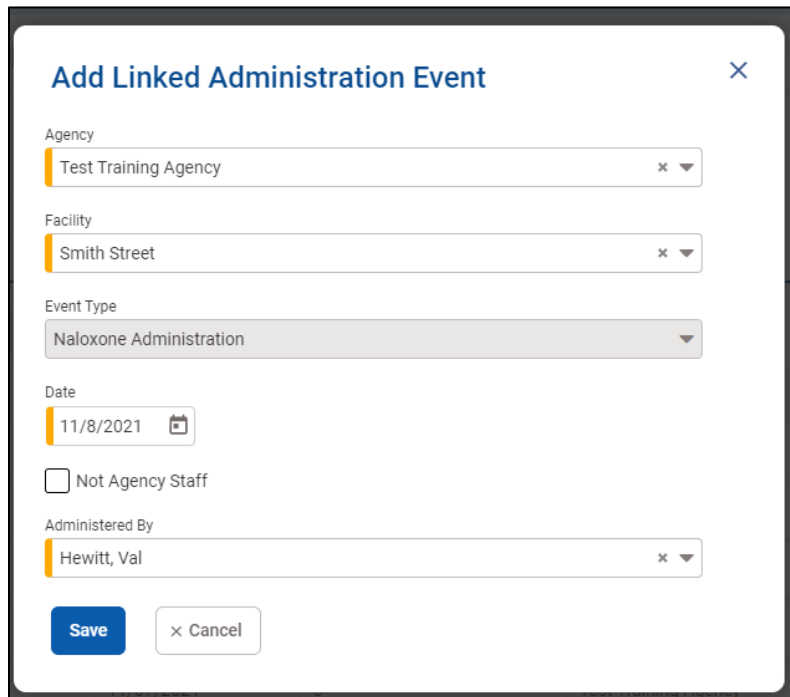 Add Linked Administration Event
Agency
Test Training Agency
Facility
Smith Street
Event Type
Naloxone Administration
Date
11/8/2021
Not Agency Staff
Administered By
Hewitt, Val
Save
× Cancel